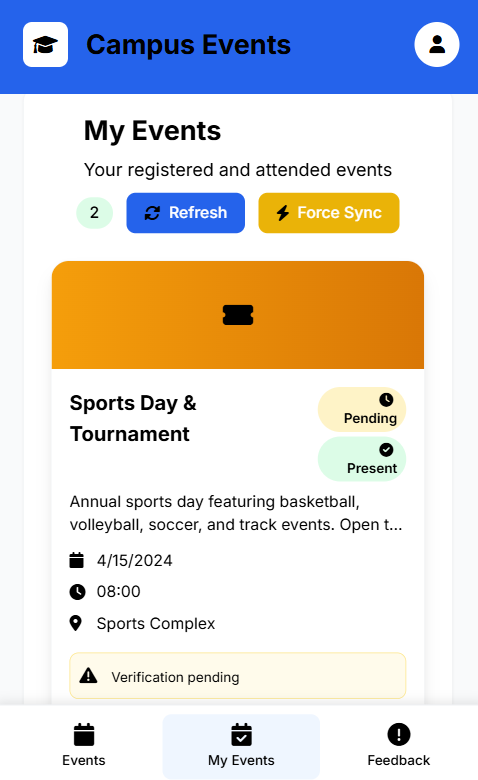 Campus Events
My Events
Your registered and attended events
2
Refresh
Force Sync
Sports Day &
Tournament
Pending
Present
Annual sports day featuring basketball,
volleyball, soccer, and track events. Open t...
4/15/2024
08:00
Sports Complex
Verification pending
Events
My Events
Feedback